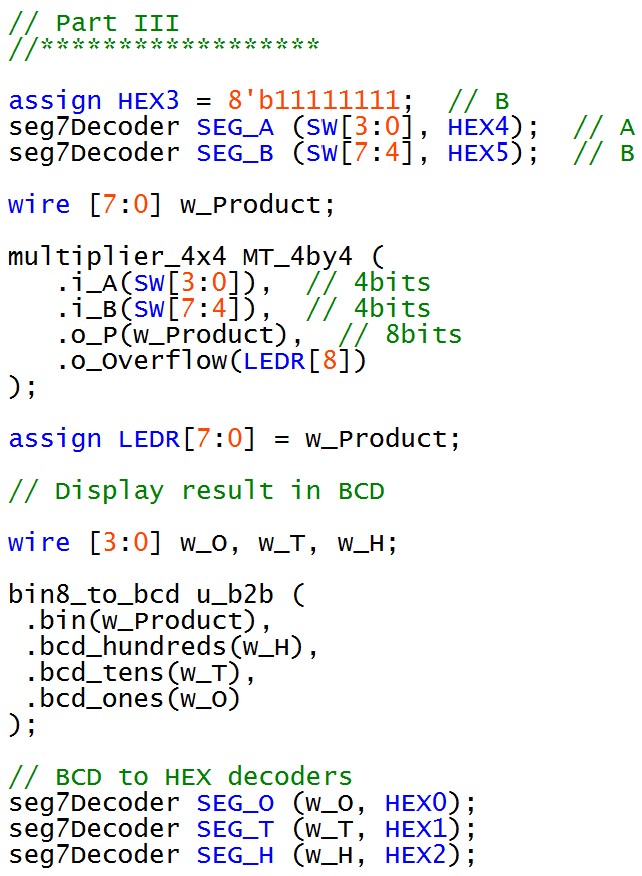 // Part III
//******************
assign HEX3 = 8'b11111111;  // B
seg7Decoder SEG_A (SW[3:0], HEX4);  // A
seg7Decoder SEG_B (SW[7:4], HEX5);  // B
wire [7:0] w_Product;
multiplier_4x4 MT_4by4 (
   .i_A(SW[3:0]),  // 4bits
   .i_B(SW[7:4]),  // 4bits
   .o_P(w_Product),  // 8bits
   .o_Overflow(LEDR[8])
);
assign LEDR[7:0] = w_Product;
// Display result in BCD
wire [3:0] w_O, w_T, w_H;
bin8_to_bcd u_b2b (
 .bin(w_Product),
 .bcd_hundreds(w_H),
 .bcd_tens(w_T),
 .bcd_ones(w_O)
);
// BCD to HEX decoders
seg7Decoder SEG_O (w_O, HEX0);
seg7Decoder SEG_T (w_T, HEX1);
seg7Decoder SEG_H (w_H, HEX2);